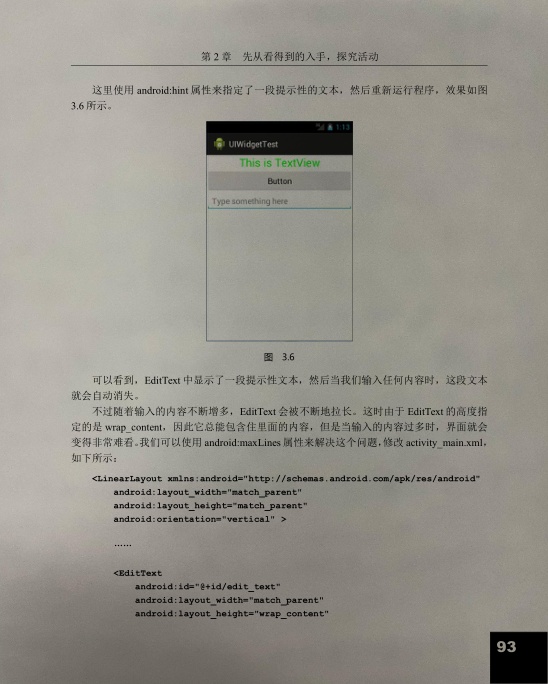 第 2 章　先从看得到的入手，探究活动
这里使用 android:hint 属性来指定了一段提示性的文本，然后重新运行程序，效果如图
3.6 所示。
1:13
UIWidgetTest
This is TextView
Button
Type something here
图 3.6
可以看到，EditText 中显示了一段提示性文本，然后当我们输入任何内容时，这段文本
就会自动消失。
不过随着输入的内容不断增多，EditText 会被不断地拉长。这时由于 EditText 的高度指
定的是 wrap_content，因此它总能包含住里面的内容，但是当输入的内容过多时，界面就会
变得非常难看。我们可以使用 android:maxLines 属性来解决这个问题，修改 activity_main.xml，
如下所示：
<LinearLayout xmlns:android="http://schemas.android.com/apk/res/android"
android:layout_width="match_parent"
android:layout_height="match_parent"
android:orientation="vertical" >
……
<EditText
android:id="@+id/edit_text"
android:layout_width="match_parent"
android:layout_height="wrap_content"
93